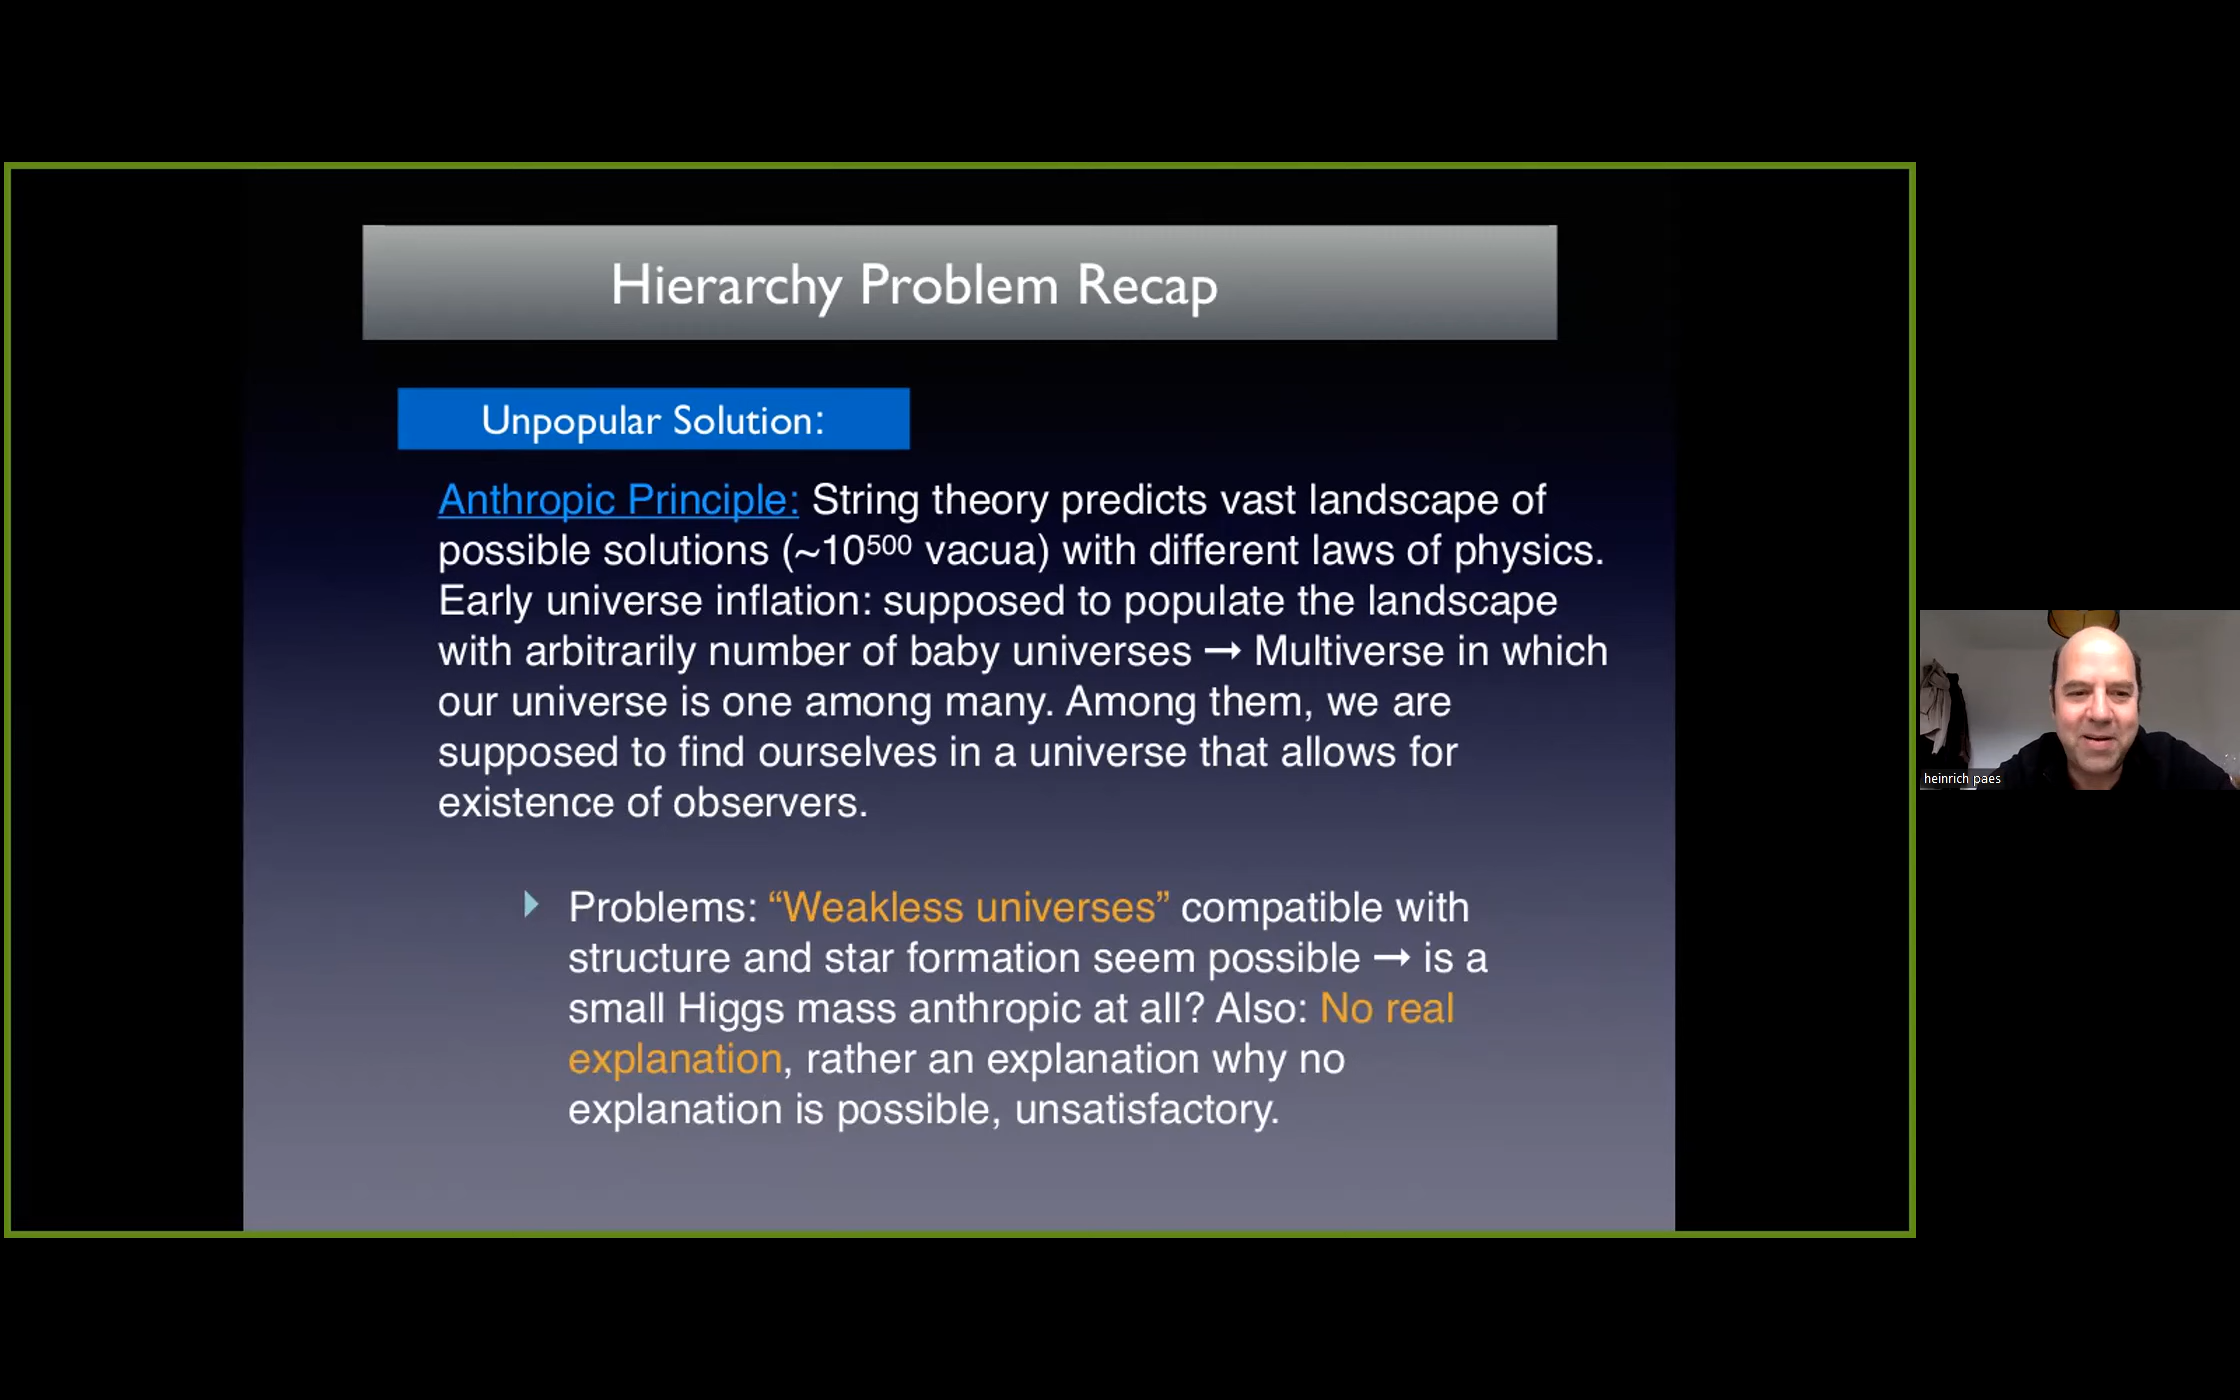 Hierarchy Problem Recap
Unpopular Solution:
Anthropic Principle: String theory predicts vast landscape of
possible solutions (~10⁵⁰⁰ vacua) with different laws of physics.
Early universe inflation: supposed to populate the landscape
with arbitrarily number of baby universes → Multiverse in which
our universe is one among many. Among them, we are
supposed to find ourselves in a universe that allows for
existence of observers.
Problems: “Weakless universes” compatible with
structure and star formation seem possible → is a
small Higgs mass anthropic at all? Also: No real
explanation, rather an explanation why no
explanation is possible, unsatisfactory.
heinrich paes